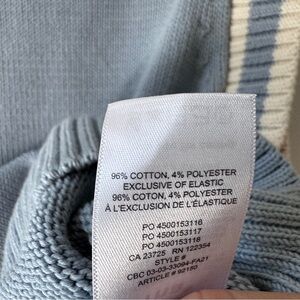 96% COTTON, 4% POLYESTER
EXCLUSIVE OF ELASTIC
96% COTON, 4% POLYESTER
À L'EXCLUSION DE L'ÉLASTIQUE
PO 4500153116
PO 4500153117
PO 4500153118
CA 23725 RN 122354
STYLE #
CBC 03-03-33094-FA21
ARTICLE # 92150